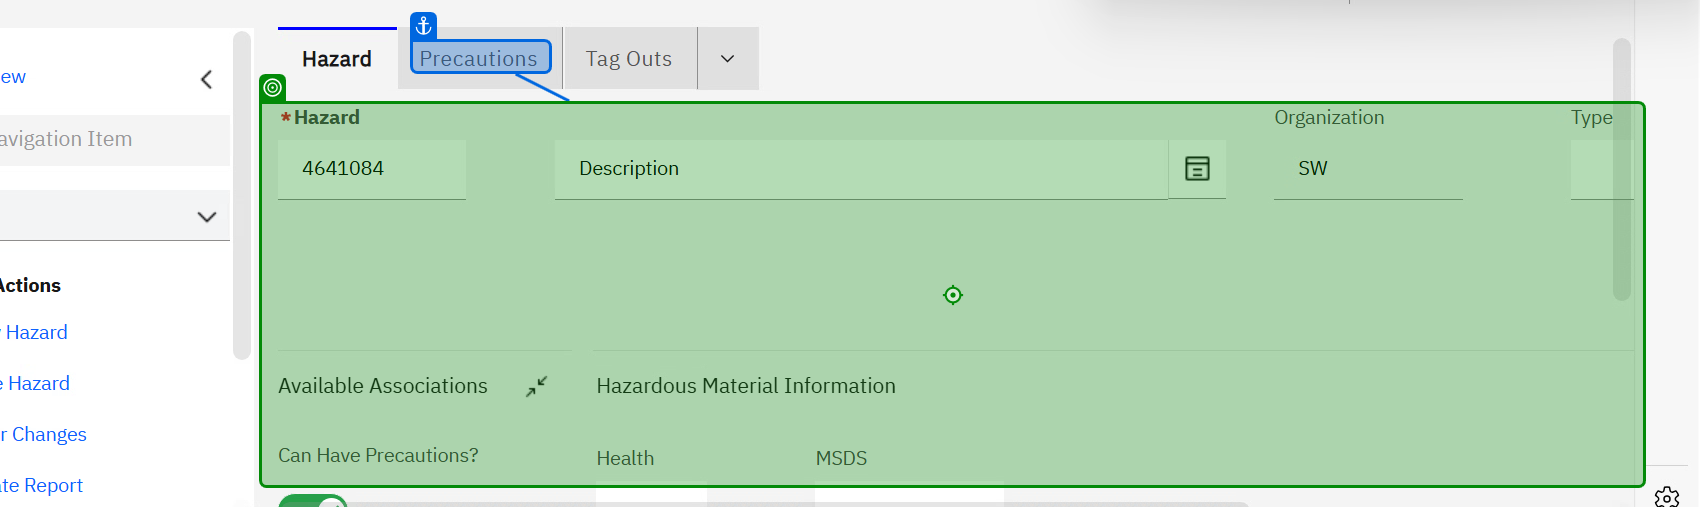 Hazard Precautions Tag Outs
ew
*Hazard Organization Type
avigation Item
4641084 Description SW
Actions
Hazard
e Hazard
Available Associations Hazardous Material Information
r Changes
Can Have Precautions? Health MSDS
ate Report